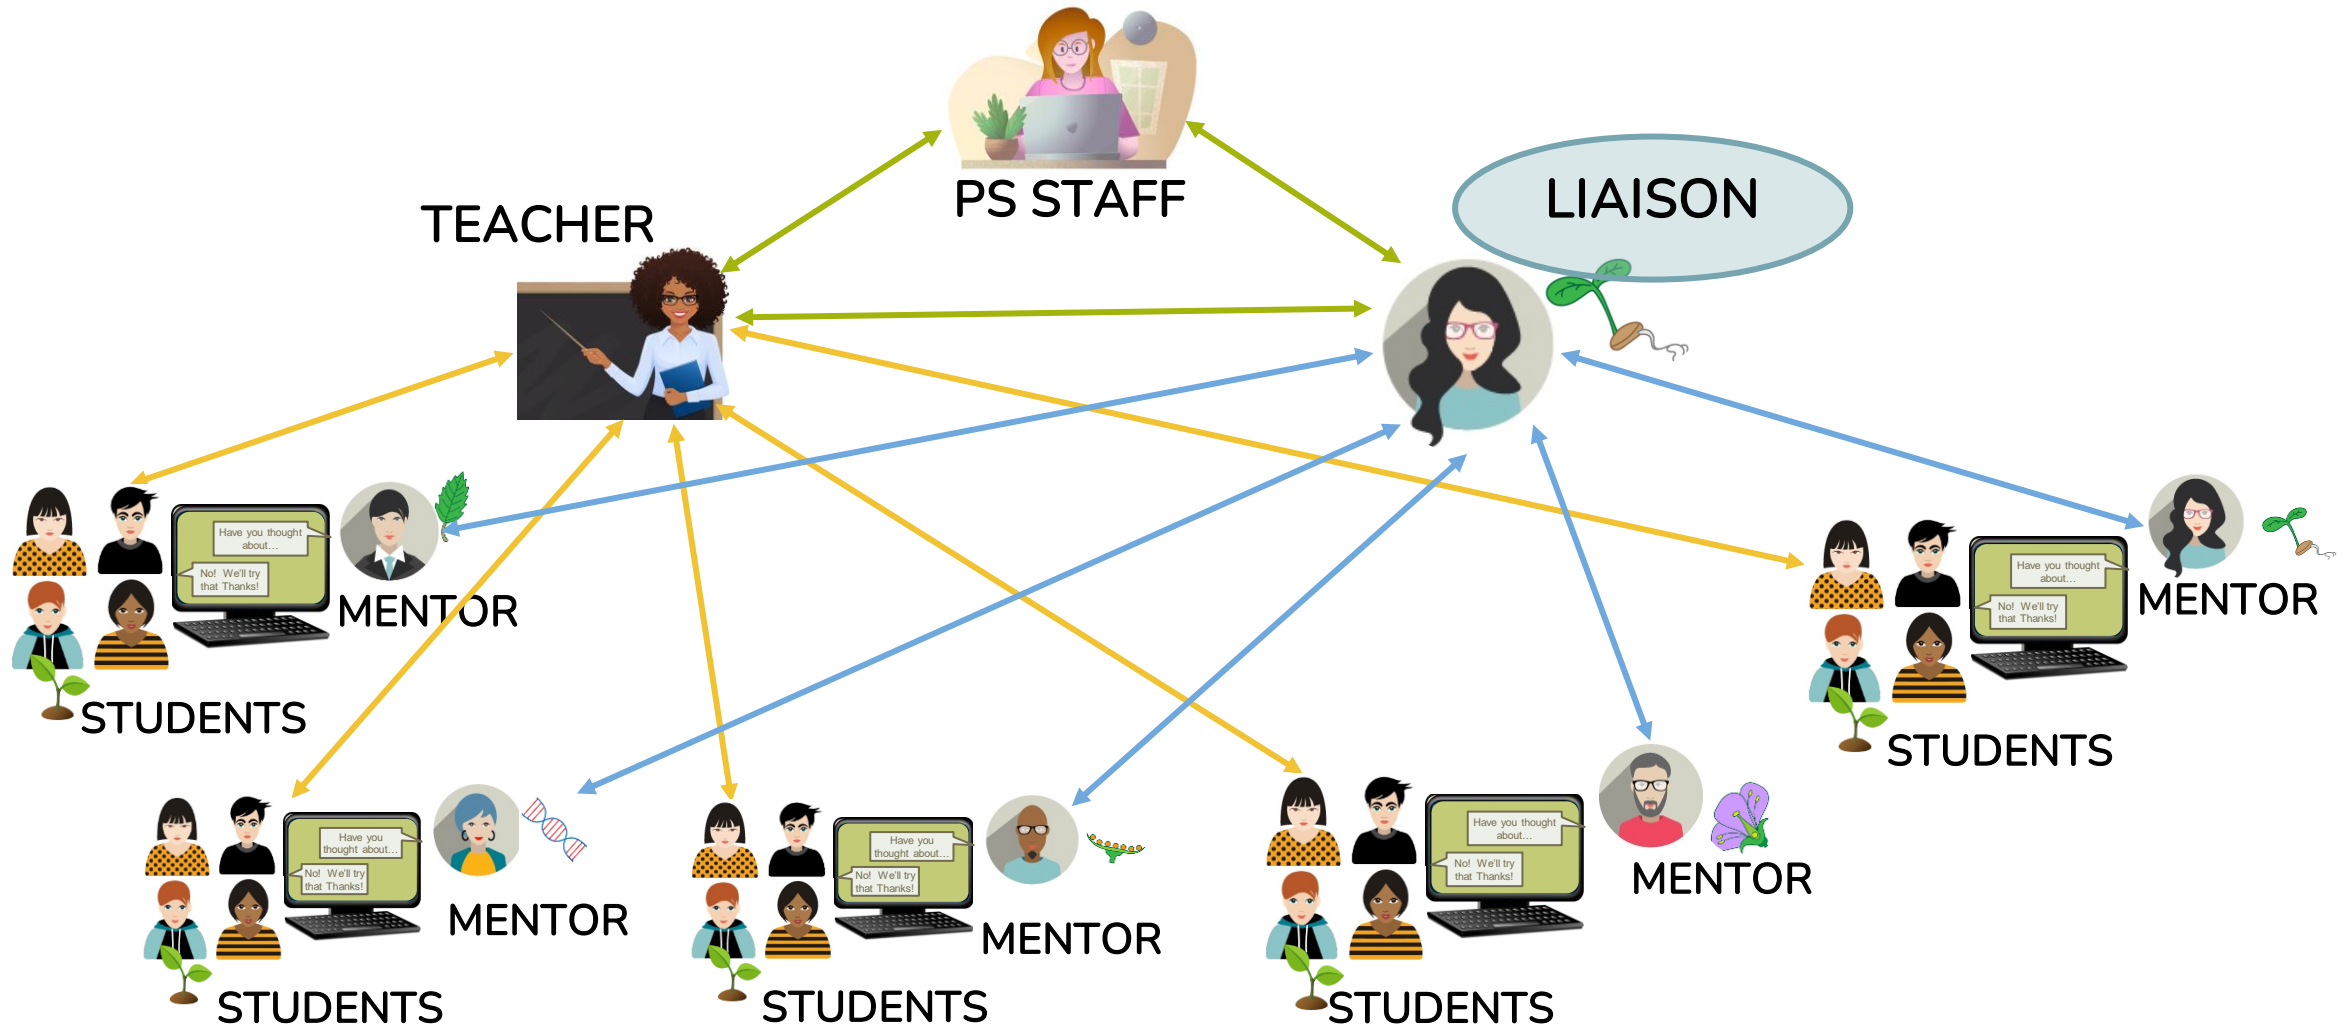 PS STAFF
LIAISON
TEACHER
Have you thought
about...
No!  We'll try
that Thanks!
MENTOR
STUDENTS
Have you thought
about...
No!  We'll try
that Thanks!
MENTOR
STUDENTS
Have you
thought about...
No!  We'll try
that Thanks!
MENTOR
STUDENTS
Have you
thought about...
No!  We'll try
that Thanks!
MENTOR
STUDENTS
Have you thought
about...
No!  We'll try
that Thanks!
MENTOR
STUDENTS